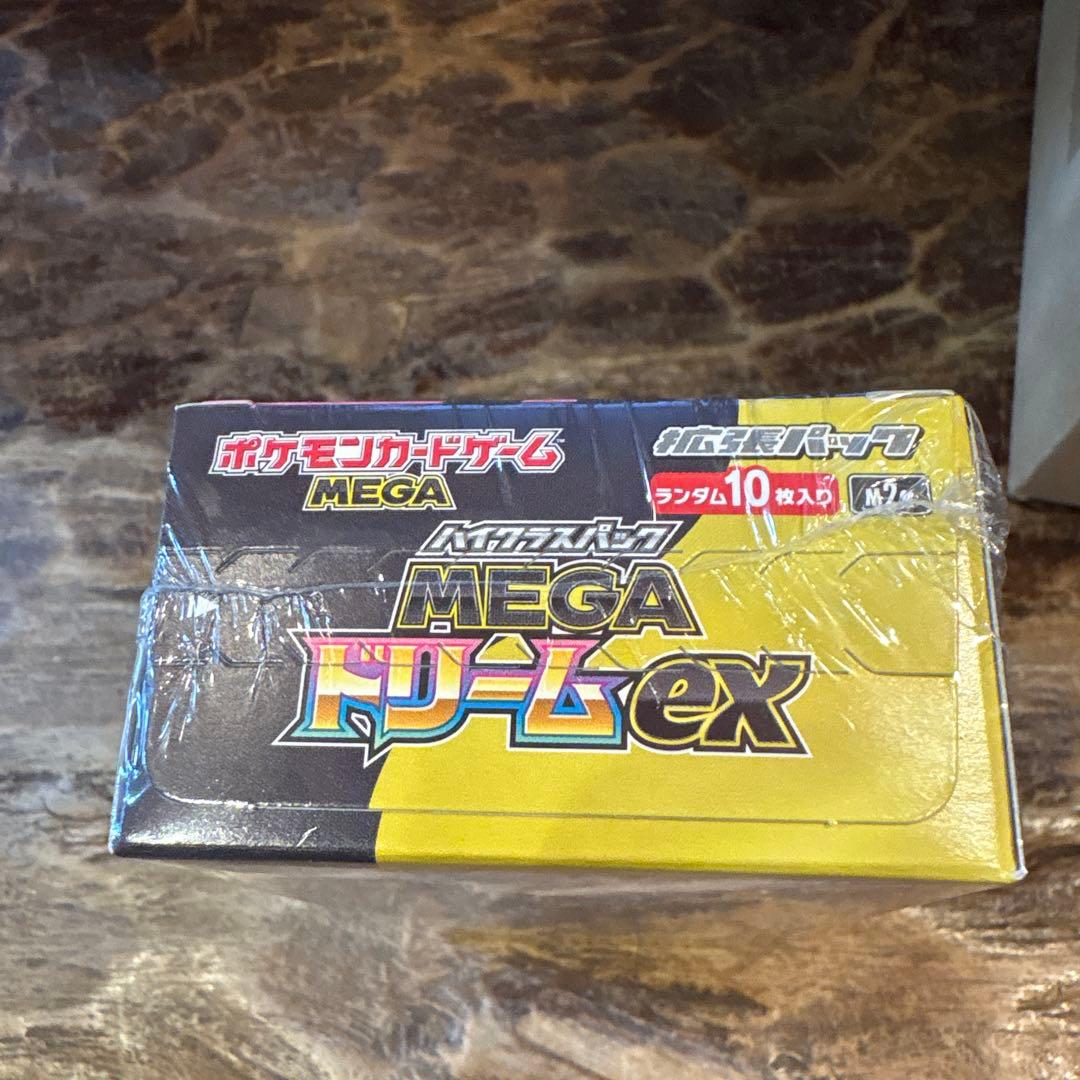 ポケモンカードゲーム™
MEGA
拡張パック
ランダム10枚入り
ハイクラスパック
MEGA
ドリームex